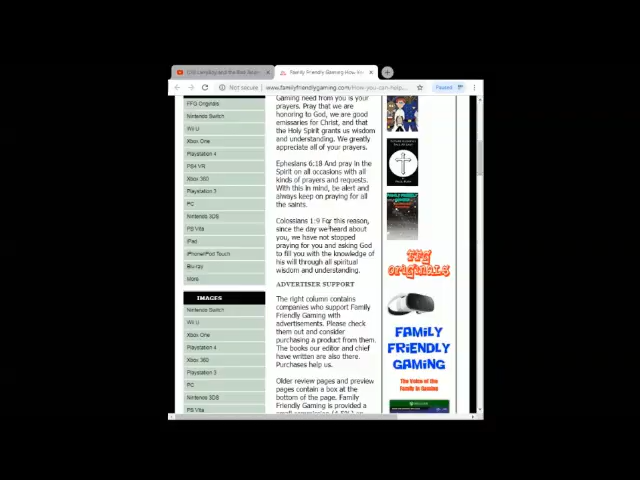 Family Friendly Gaming How
Not secure
www.familyfriendlygaming.com/How-you-can-help...
Paused
FFG Originals
Nintendo Switch
Wii U
Xbox One
Playstation 4
PS4 VR
Xbox 360
Playstation 3
PC
Nintendo 3DS
PS Vita
iPad
iPhone/iPod Touch
Blu-ray
More
IMAGES
Nintendo Switch
Wii U
Xbox One
Playstation 4
Xbox 360
Playstation 3
PC
Nintendo 3DS
PS Vita
Gaming need from you is your
prayers. Pray that we are
honoring to God, we are good
emissaries for Christ, and that
the Holy Spirit grants us wisdom
and understanding. We greatly
appreciate all of your prayers.
Ephesians 6:18 And pray in the
Spirit on all occasions with all
kinds of prayers and requests.
With this in mind, be alert and
always keep on praying for all
the saints.
Colossians 1:9 For this reason,
since the day we heard about
you, we have not stopped
praying for you and asking God
to fill you with the knowledge of
his will through all spiritual
wisdom and understanding.
ADVERTISER SUPPORT
The right column contains
companies who support Family
Friendly Gaming with
advertisements. Please check
them out and consider
purchasing a product from them.
The books our editor and chief
have written are also there.
Purchases help us.
Older review pages and preview
pages contain a box at the
bottom of the page. Family
Friendly Gaming is provided a
FFG
ORIGINALS
FAMILY
FRIENDLY
GAMING
The Voice of the
Family in Gaming